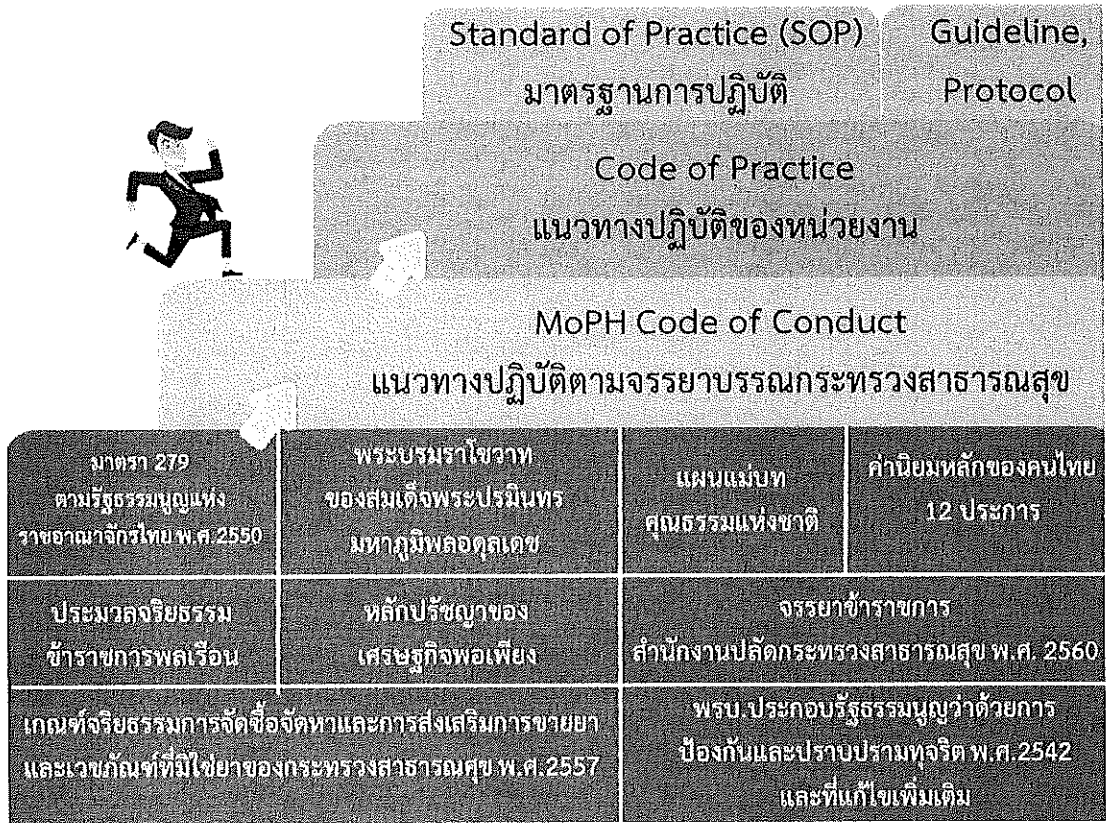 Standard of Practice (SOP)
มาตรฐานการปฏิบัติ
Guideline,
Protocol
Code of Practice
แนวทางปฏิบัติของหน่วยงาน
MoPH Code of Conduct
แนวทางปฏิบัติตามจรรยาบรรณกระทรวงสาธารณสุข
มาตรา 279
ตามรัฐธรรมนูญแห่ง
ราชอาณาจักรไทย พ.ศ.2550
พระบรมราโชวาท
ของสมเด็จพระปรมินทร
มหาภูมิพลอดุลเดช
แผนแม่บท
คุณธรรมแห่งชาติ
ค่านิยมหลักของคนไทย
12 ประการ
ประมวลจริยธรรม
ข้าราชการพลเรือน
หลักปรัชญาของ
เศรษฐกิจพอเพียง
จรรยาข้าราชการ
สำนักงานปลัดกระทรวงสาธารณสุข พ.ศ. 2560
เกณฑ์จริยธรรมการจัดซื้อจัดหาและการส่งเสริมการขายยา
และเวชภัณฑ์ที่มิใช่ยาของกระทรวงสาธารณสุข พ.ศ.2557
พรบ.ประกอบรัฐธรรมนูญว่าด้วยการ
ป้องกันและปราบปรามทุจริต พ.ศ.2542
และที่แก้ไขเพิ่มเติม